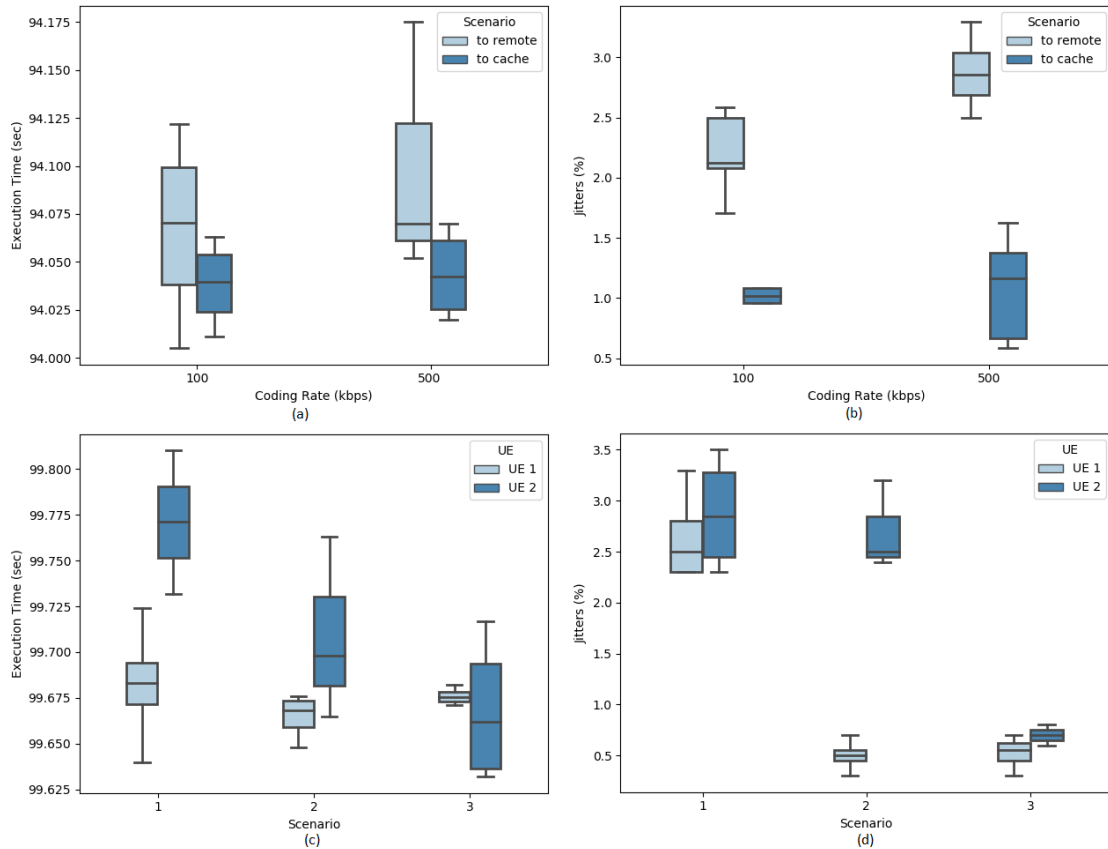 Execution Time (sec)
94.175
94.150
94.125
94.100
94.075
94.050
94.025
94.000
Scenario
to remote
to cache
100
500
Coding Rate (kbps)
(a)
Jitters (%)
3.0
2.5
2.0
1.5
1.0
0.5
Scenario
to remote
to cache
100
500
Coding Rate (kbps)
(b)
Execution Time (sec)
99.800
99.775
99.750
99.725
99.700
99.675
99.650
99.625
UE
UE 1
UE 2
1
2
3
Scenario
(c)
Jitters (%)
3.5
3.0
2.5
2.0
1.5
1.0
0.5
UE
UE 1
UE 2
1
2
3
Scenario
(d)